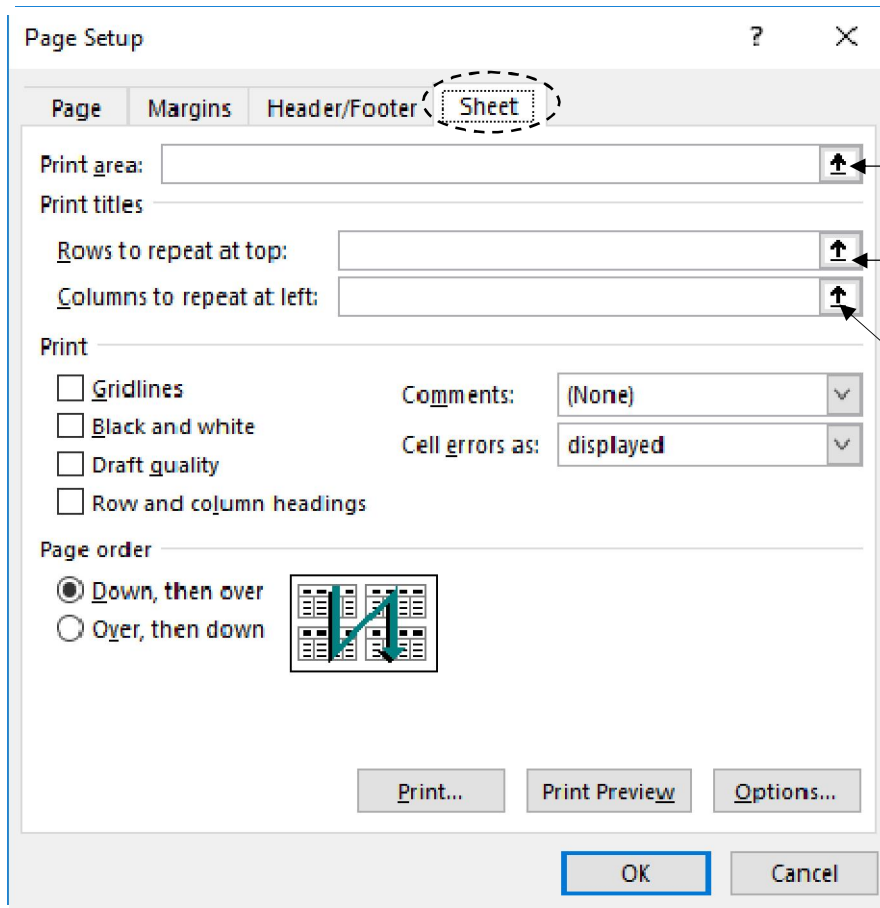 Page Setup ?
Page Margins Header/Footer Sheet
Print area:
Print titles
Rows to repeat at top:
Columns to repeat at left:
Print
Gridlines
Comments: (None)
Black and white
Cell errors as: displayed
Draft quality
Row and column headings
Page order
Down, then over
Over, then down
Print... Print Preview Options...
OK Cancel